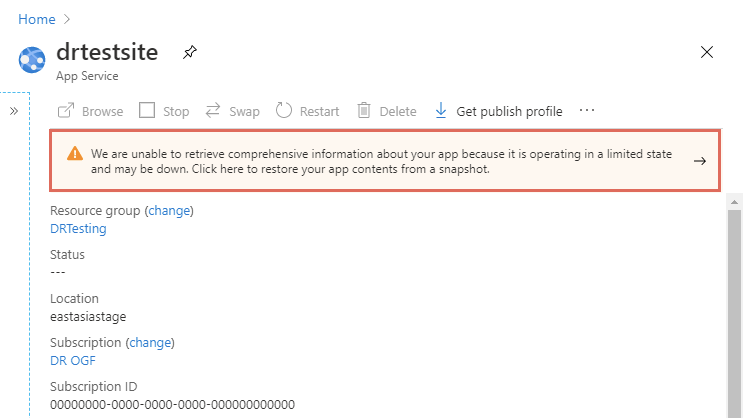 Home
drtestsite
App Service
Browse Stop Swap Restart Delete Get publish profile ...
We are unable to retrieve comprehensive information about your app because it is operating in a limited state
and may be down. Click here to restore your app contents from a snapshot.
Resource group (change)
DRTesting
Status
---
Location
eastasiastage
Subscription (change)
DR OGF
Subscription ID
00000000-0000-0000-0000-000000000000